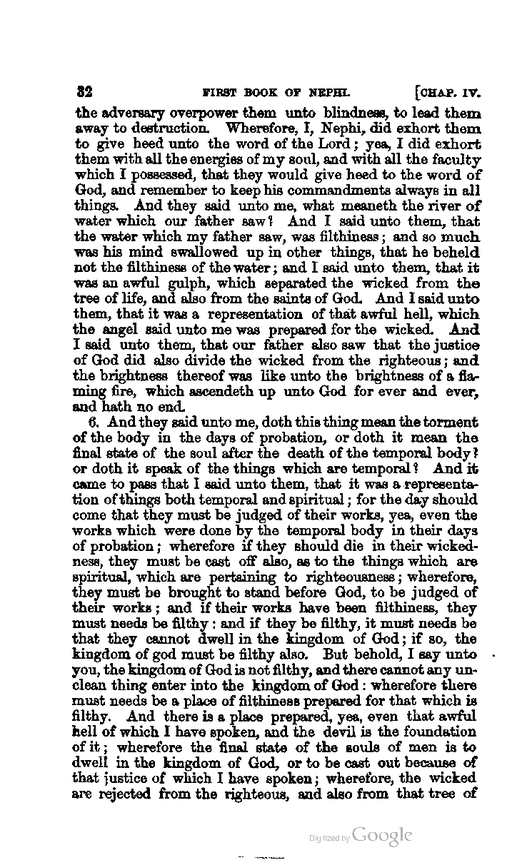 32 FIRST BOOK OF NEPHI. [CHAP. IV.
the adversary overpower them unto blindness, to lead them
away to destruction. Wherefore, I, Nephi, did exhort them
to give heed unto the word of the Lord; yea, I did exhort
them with all the energies of my soul, and with all the faculty
which I possessed, that they would give heed to the word of
God, and remember to keep his commandments always in all
things. And they said unto me, what meaneth the river of
water which our father saw? And I said unto them, that
the water which my father saw, was filthiness; and so much
was his mind swallowed up in other things, that he beheld
not the filthiness of the water; and I said unto them, that it
was an awful gulph, which separated the wicked from the
tree of life, and also from the saints of God. And I said unto
them, that it was a representation of that awful hell, which
the angel said unto me was prepared for the wicked. And
I said unto them, that our father also saw that the justice
of God did also divide the wicked from the righteous; and
the brightness thereof was like unto the brightness of a fla-
ming fire, which ascendeth up unto God for ever and ever,
and hath no end.
6. And they said unto me, doth this thing mean the torment
of the body in the days of probation, or doth it mean the
final state of the soul after the death of the temporal body?
or doth it speak of the things which are temporal? And it
came to pass that I said unto them, that it was a representa-
tion of things both temporal and spiritual; for the day should
come that they must be judged of their works, yea, even the
works which were done by the temporal body in their days
of probation; wherefore if they should die in their wicked-
ness, they must be cast off also, as to the things which are
spiritual, which are pertaining to righteousness; wherefore,
they must be brought to stand before God, to be judged of
their works; and if their works have been filthiness, they
must needs be filthy: and if they be filthy, it must needs be
that they cannot dwell in the kingdom of God; if so, the
kingdom of god must be filthy also. But behold, I say unto
you, the kingdom of God is not filthy, and there cannot any un-
clean thing enter into the kingdom of God: wherefore there
must needs be a place of filthiness prepared for that which is
filthy. And there is a place prepared, yea, even that awful
hell of which I have spoken, and the devil is the foundation
of it; wherefore the final state of the souls of men is to
dwell in the kingdom of God, or to be cast out because of
that justice of which I have spoken; wherefore, the wicked
are rejected from the righteous, and also from that tree of
Digitized by Google